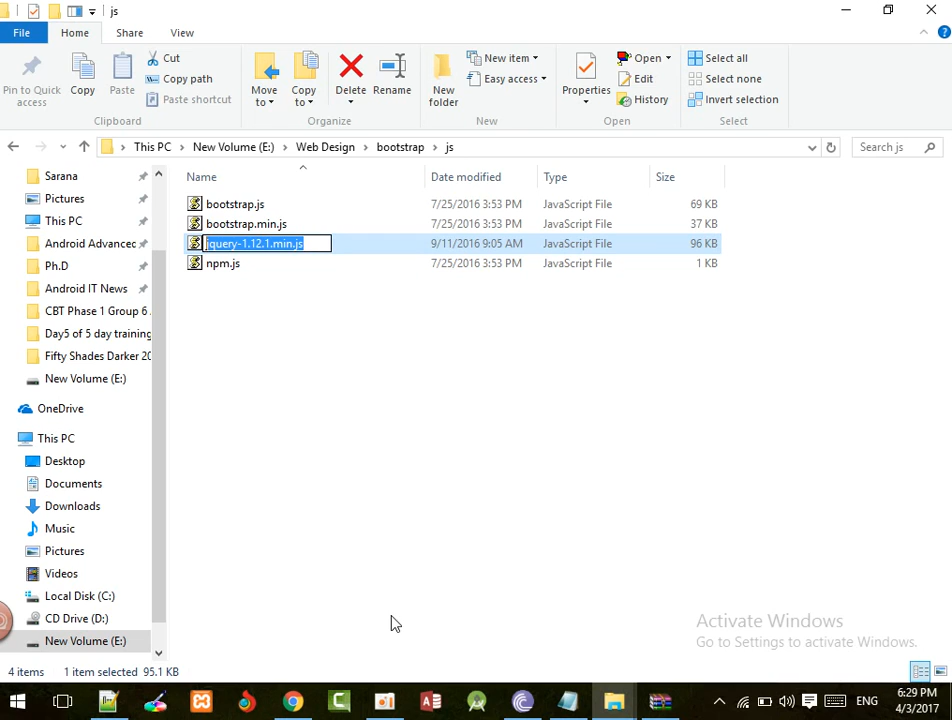 js
File
Home
Share
View
Pin to Quick access
Copy
Paste
Cut
Copy path
Paste shortcut
Clipboard
Move to
Copy to
Delete
Rename
Organize
New folder
New item
Easy access
New
Properties
Open
Edit
History
Open
Select all
Select none
Invert selection
Select
This PC
New Volume (E:)
Web Design
bootstrap
js
Search js
Name
Date modified
Type
Size
bootstrap.js 7/25/2016 3:53 PM JavaScript File 69 KB
bootstrap.min.js 7/25/2016 3:53 PM JavaScript File 37 KB
jquery-1.12.1.min.js 9/11/2016 9:05 AM JavaScript File 96 KB
npm.js 7/25/2016 3:53 PM JavaScript File 1 KB
Sarana
Pictures
This PC
Android Advanced
Ph.D
Android IT News
CBT Phase 1 Group 6
Day5 of 5 day training
Fifty Shades Darker 20
New Volume (E:)
OneDrive
This PC
Desktop
Documents
Downloads
Music
Pictures
Videos
Local Disk (C:)
CD Drive (D:)
New Volume (E:)
Activate Windows
Go to Settings to activate Windows.
4 items 1 item selected 95.1 KB
ENG
6:29 PM
4/3/2017